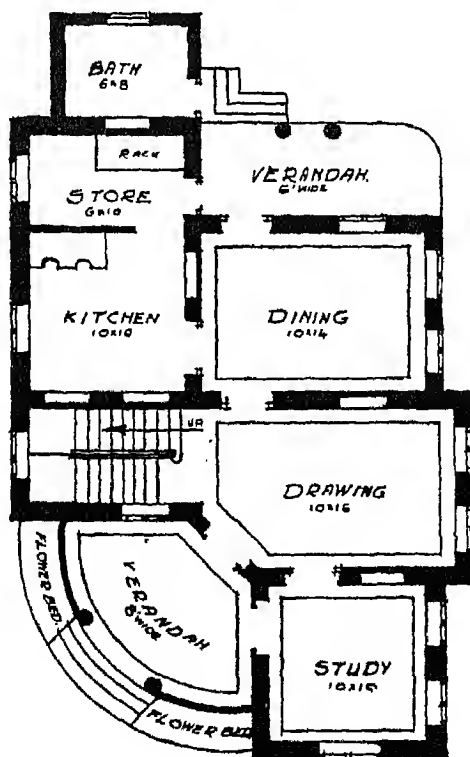 BATH
6x8
RACK
STORE
6x10
VERANDAH.
6' WIDE
KITCHEN
10x10
DINING
10x14
UP
DRAWING
10x16
VERANDAH
8' WIDE
FLOWER BED.
FLOWER BED
STUDY
10x10